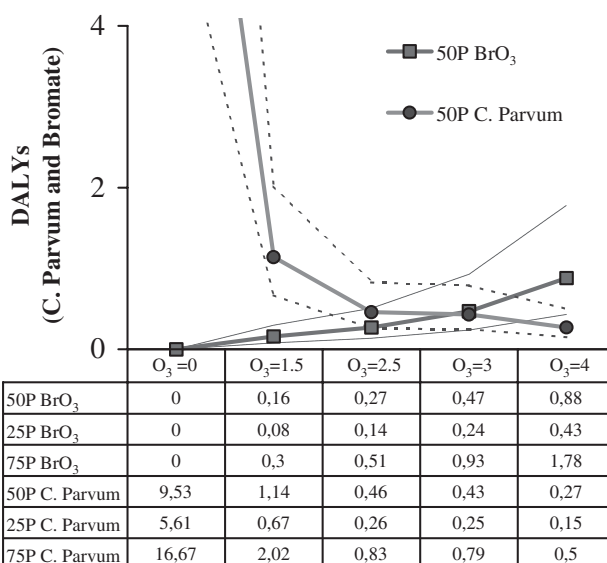 4
2
0
DALYs
(C. Parvum and Bromate)
50P BrO₃
50P C. Parvum
O₃ =0 O₃=1.5 O₃=2.5 O₃=3 O₃=4
50P BrO₃ 0 0,16 0,27 0,47 0,88
25P BrO₃ 0 0,08 0,14 0,24 0,43
75P BrO₃ 0 0,3 0,51 0,93 1,78
50P C. Parvum 9,53 1,14 0,46 0,43 0,27
25P C. Parvum 5,61 0,67 0,26 0,25 0,15
75P C. Parvum 16,67 2,02 0,83 0,79 0,5